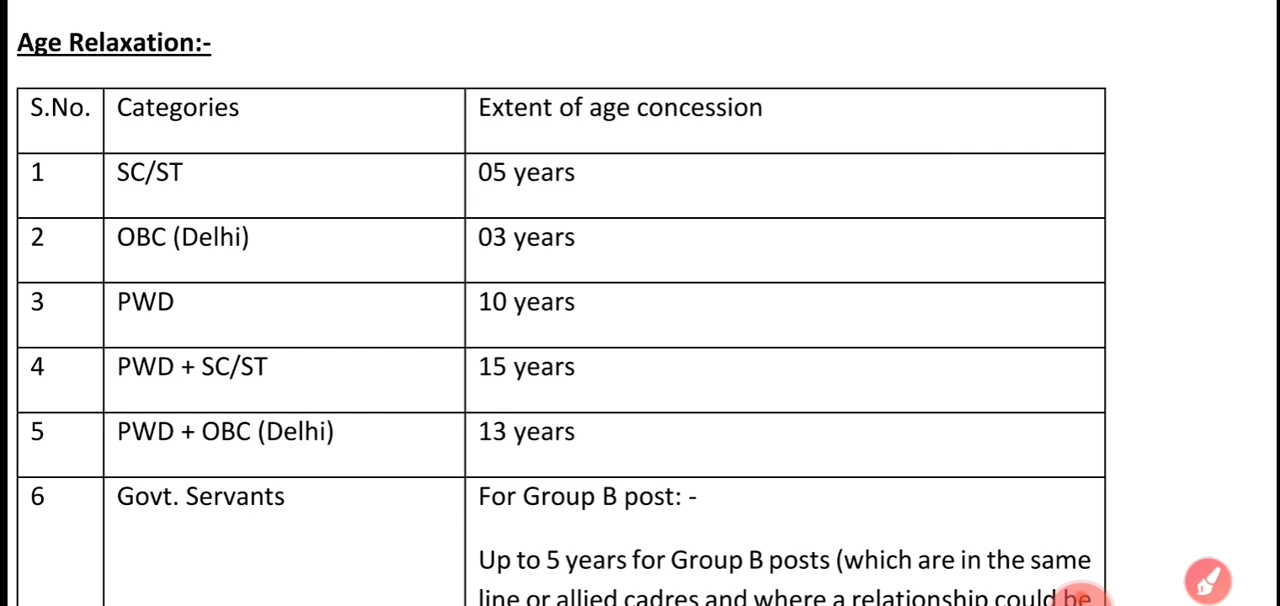 Age Relaxation:-
S.No. Categories Extent of age concession
1 SC/ST 05 years
2 OBC (Delhi) 03 years
3 PWD 10 years
4 PWD + SC/ST 15 years
5 PWD + OBC (Delhi) 13 years
6 Govt. Servants For Group B post: -
Up to 5 years for Group B posts (which are in the same
line or allied cadres and where a relationship could be